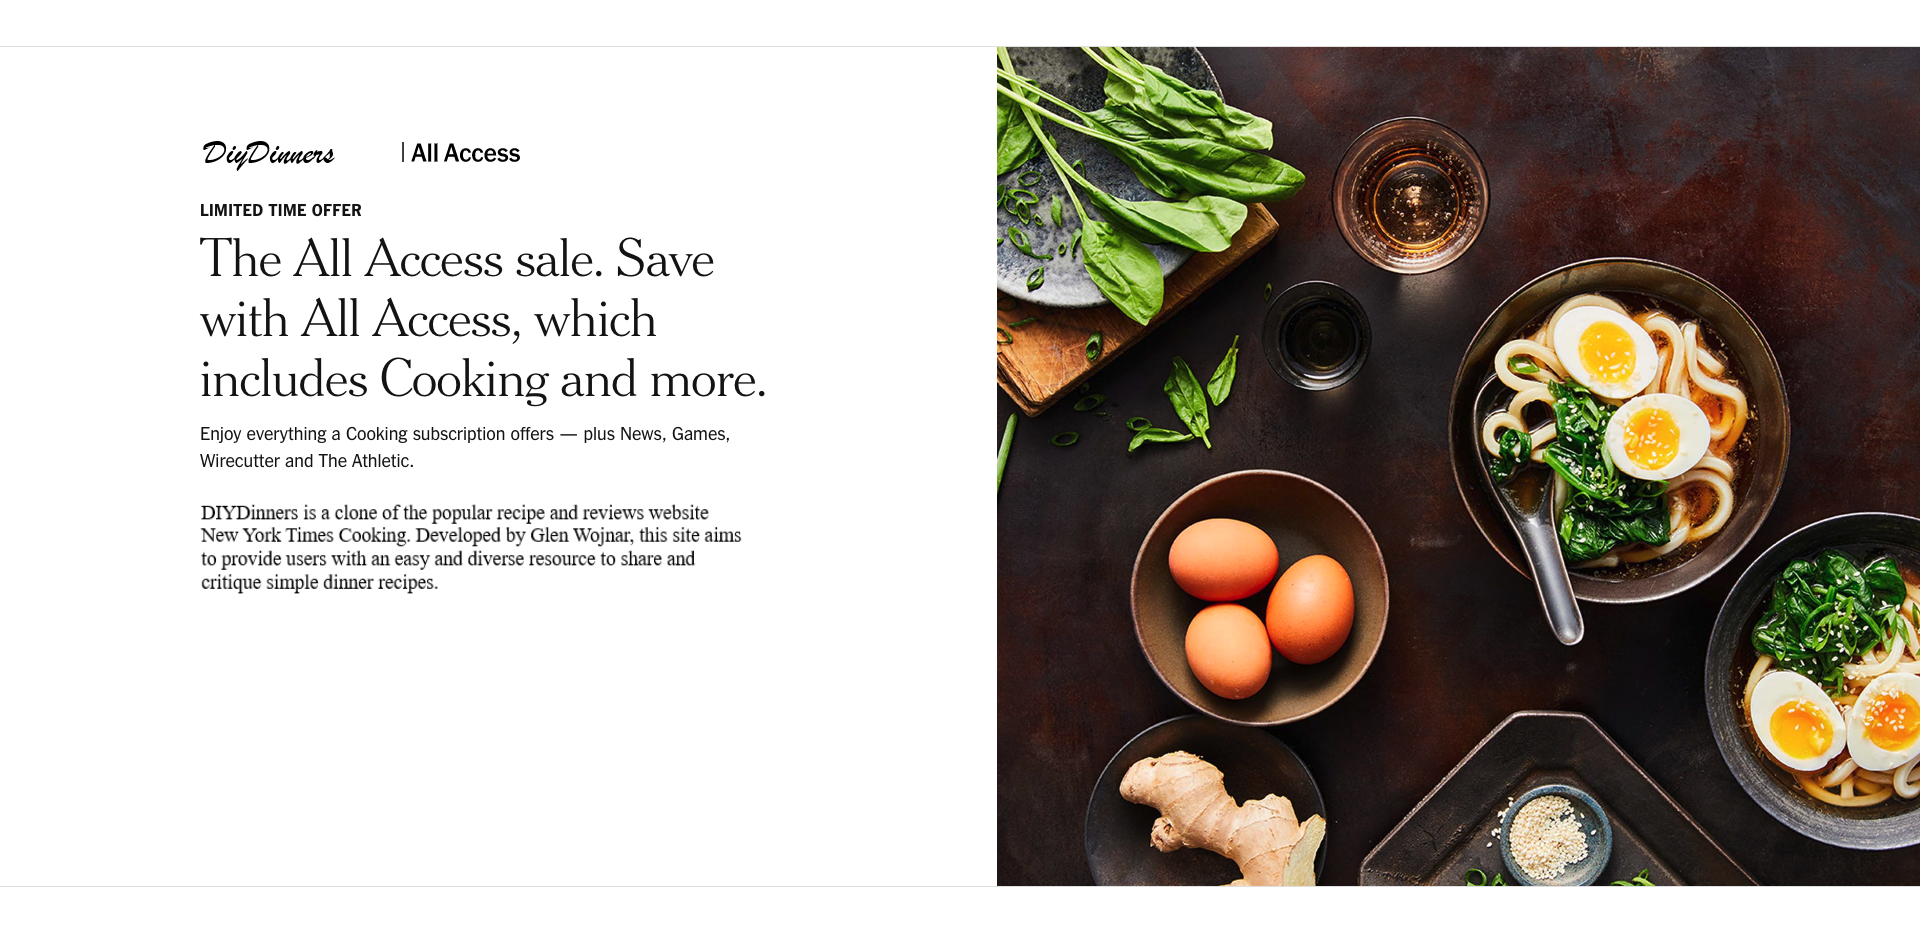 DiyDinners | All Access
LIMITED TIME OFFER
The All Access sale. Save
with All Access, which
includes Cooking and more.
Enjoy everything a Cooking subscription offers — plus News, Games,
Wirecutter and The Athletic.
DIYDinners is a clone of the popular recipe and reviews website
New York Times Cooking. Developed by Glen Wojnar, this site aims
to provide users with an easy and diverse resource to share and
critique simple dinner recipes.